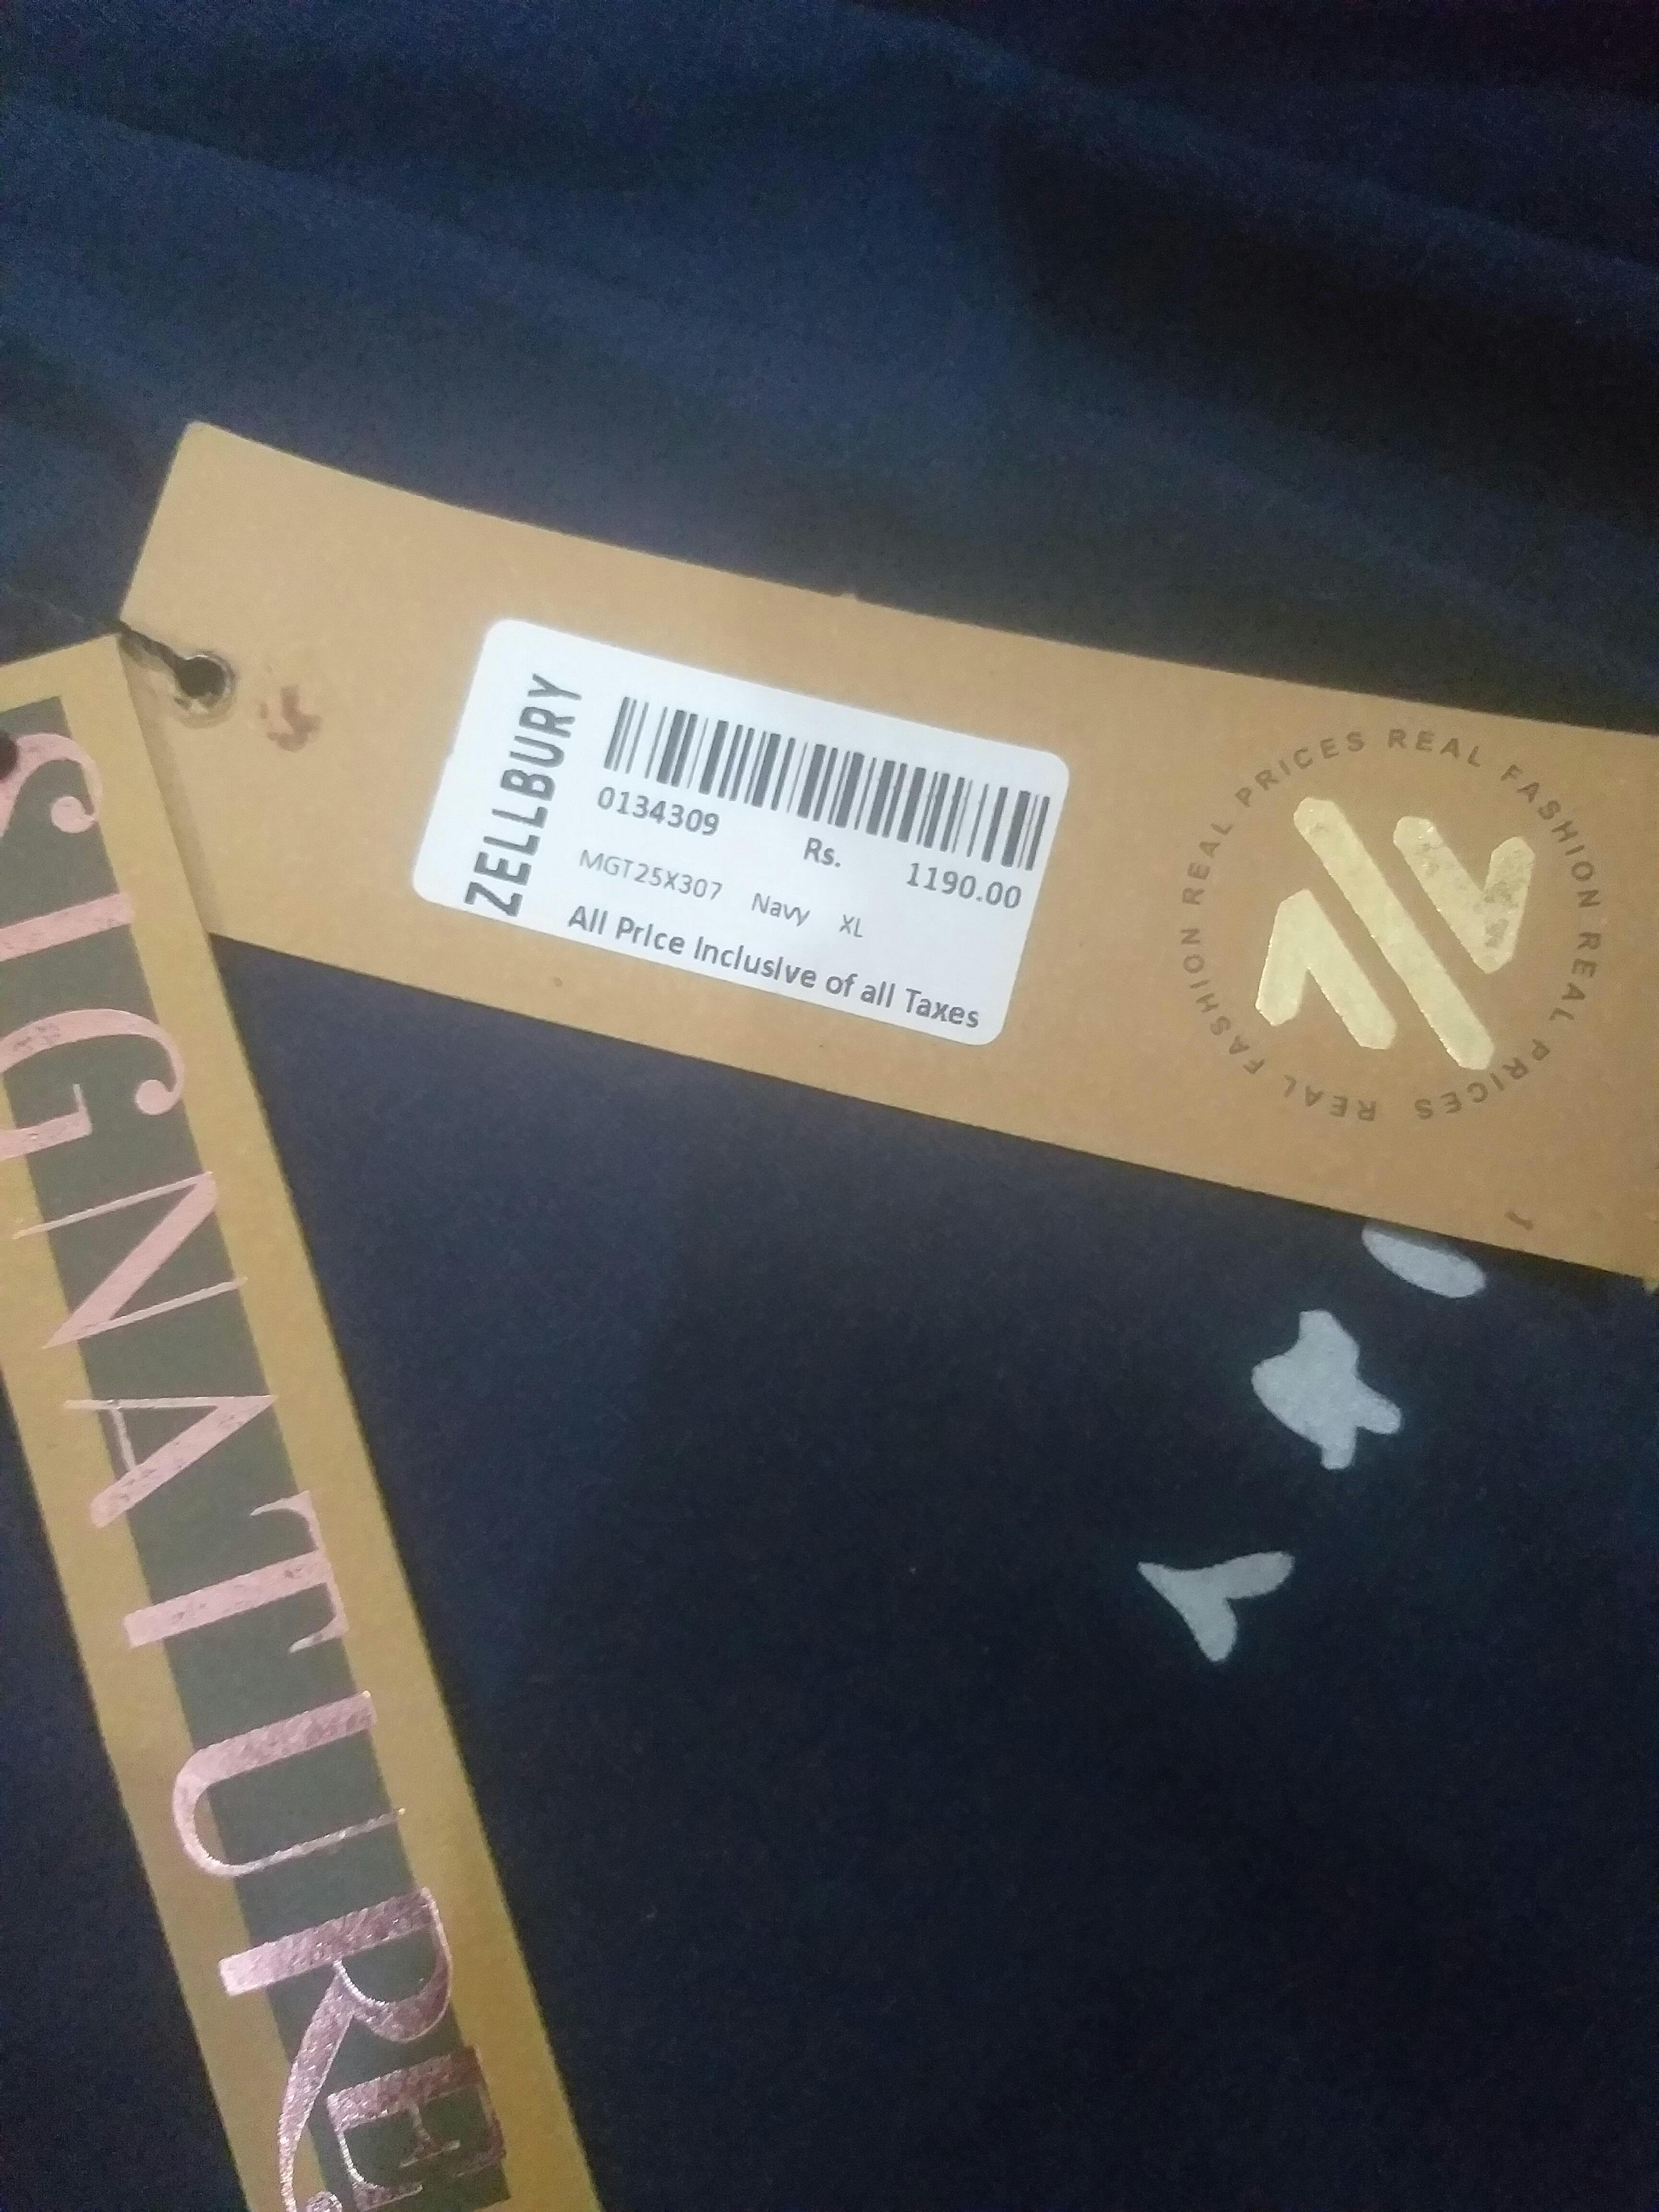 ZELLBURY
0134309 Rs. 1190.00
MGT25X307 Navy XL
All Price Inclusive of all Taxes
REAL FASHION REAL PRICES REAL FASHION REAL PRICES
SIGNATURE